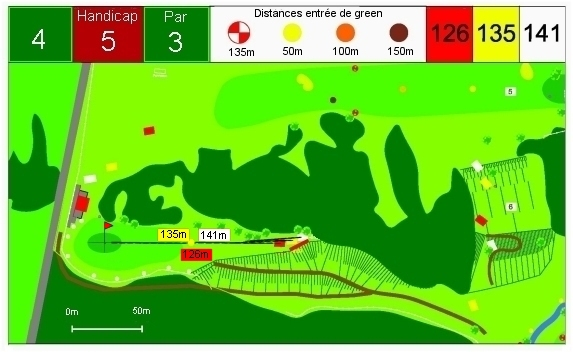 4
Handicap
5
Par
3
Distances entrée de green
135m
50m
100m
150m
126
135
141
5
6
135m
141m
126m
0m
50m